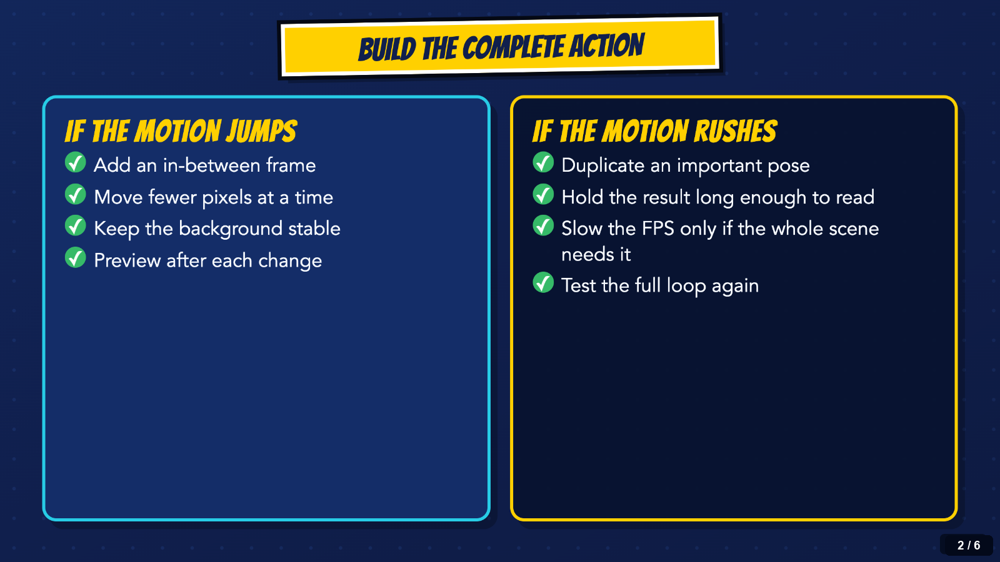 BUILD THE COMPLETE ACTION
IF THE MOTION JUMPS
Add an in-between frame
Move fewer pixels at a time
Keep the background stable
Preview after each change
IF THE MOTION RUSHES
Duplicate an important pose
Hold the result long enough to read
Slow the FPS only if the whole scene
needs it
Test the full loop again
2 / 6